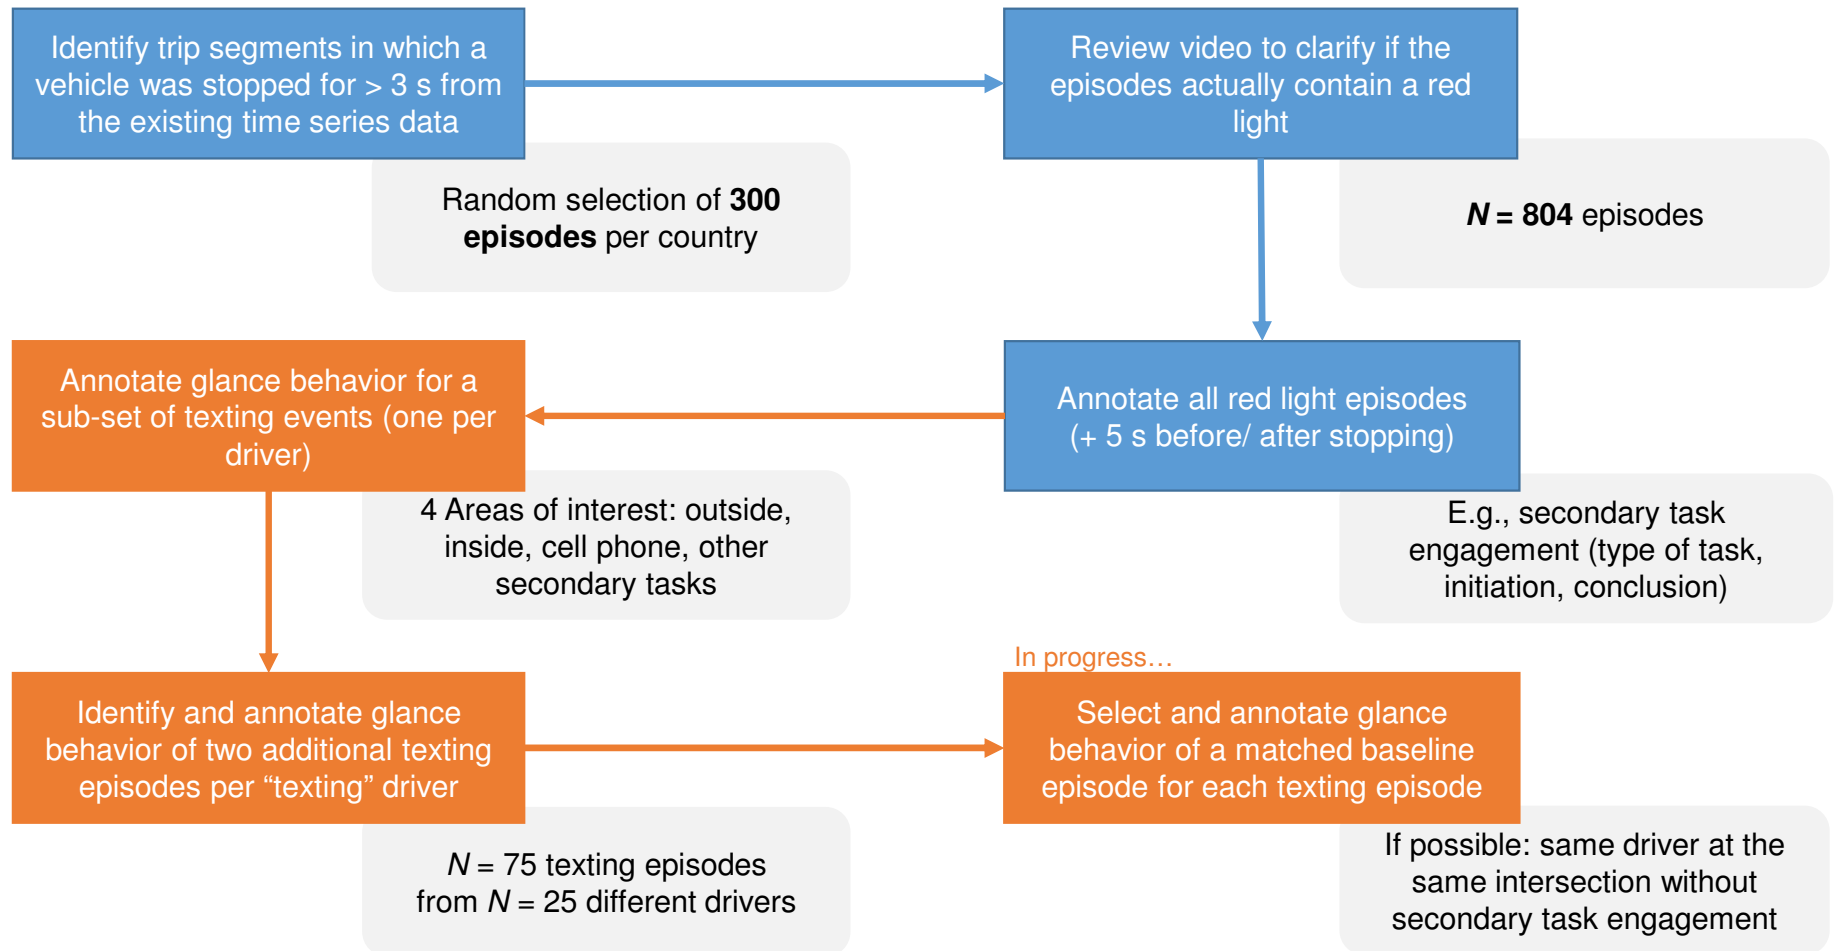 Identify trip segments in which a
vehicle was stopped for > 3 s from
the existing time series data
Random selection of 300
episodes per country
Review video to clarify if the
episodes actually contain a red
light
N = 804 episodes
Annotate all red light episodes
(+ 5 s before/ after stopping)
E.g., secondary task
engagement (type of task,
initiation, conclusion)
Annotate glance behavior for a
sub-set of texting events (one per
driver)
4 Areas of interest: outside,
inside, cell phone, other
secondary tasks
Identify and annotate glance
behavior of two additional texting
episodes per “texting” driver
N = 75 texting episodes
from N = 25 different drivers
In progress…
Select and annotate glance
behavior of a matched baseline
episode for each texting episode
If possible: same driver at the
same intersection without
secondary task engagement